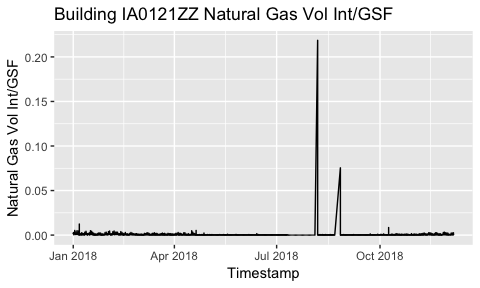 Building IA0121ZZ Natural Gas Vol Int/GSF
Natural Gas Vol Int/GSF
0.20
0.15
0.10
0.05
0.00
Jan 2018
Apr 2018
Jul 2018
Oct 2018
Timestamp